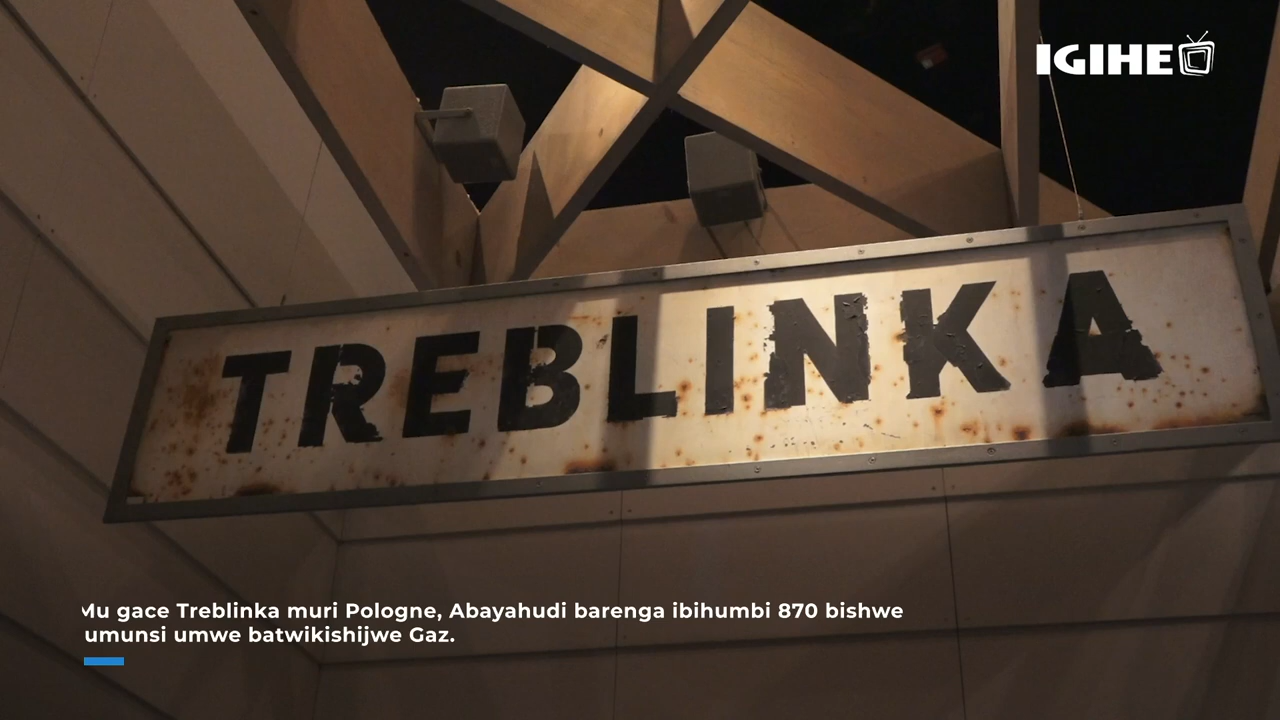 IGIHE
TREBLINKA
Mu gace Treblinka muri Pologne, Abayahudi barenga ibihumbi 870 bishwe
umunsi umwe batwikishijwe Gaz.